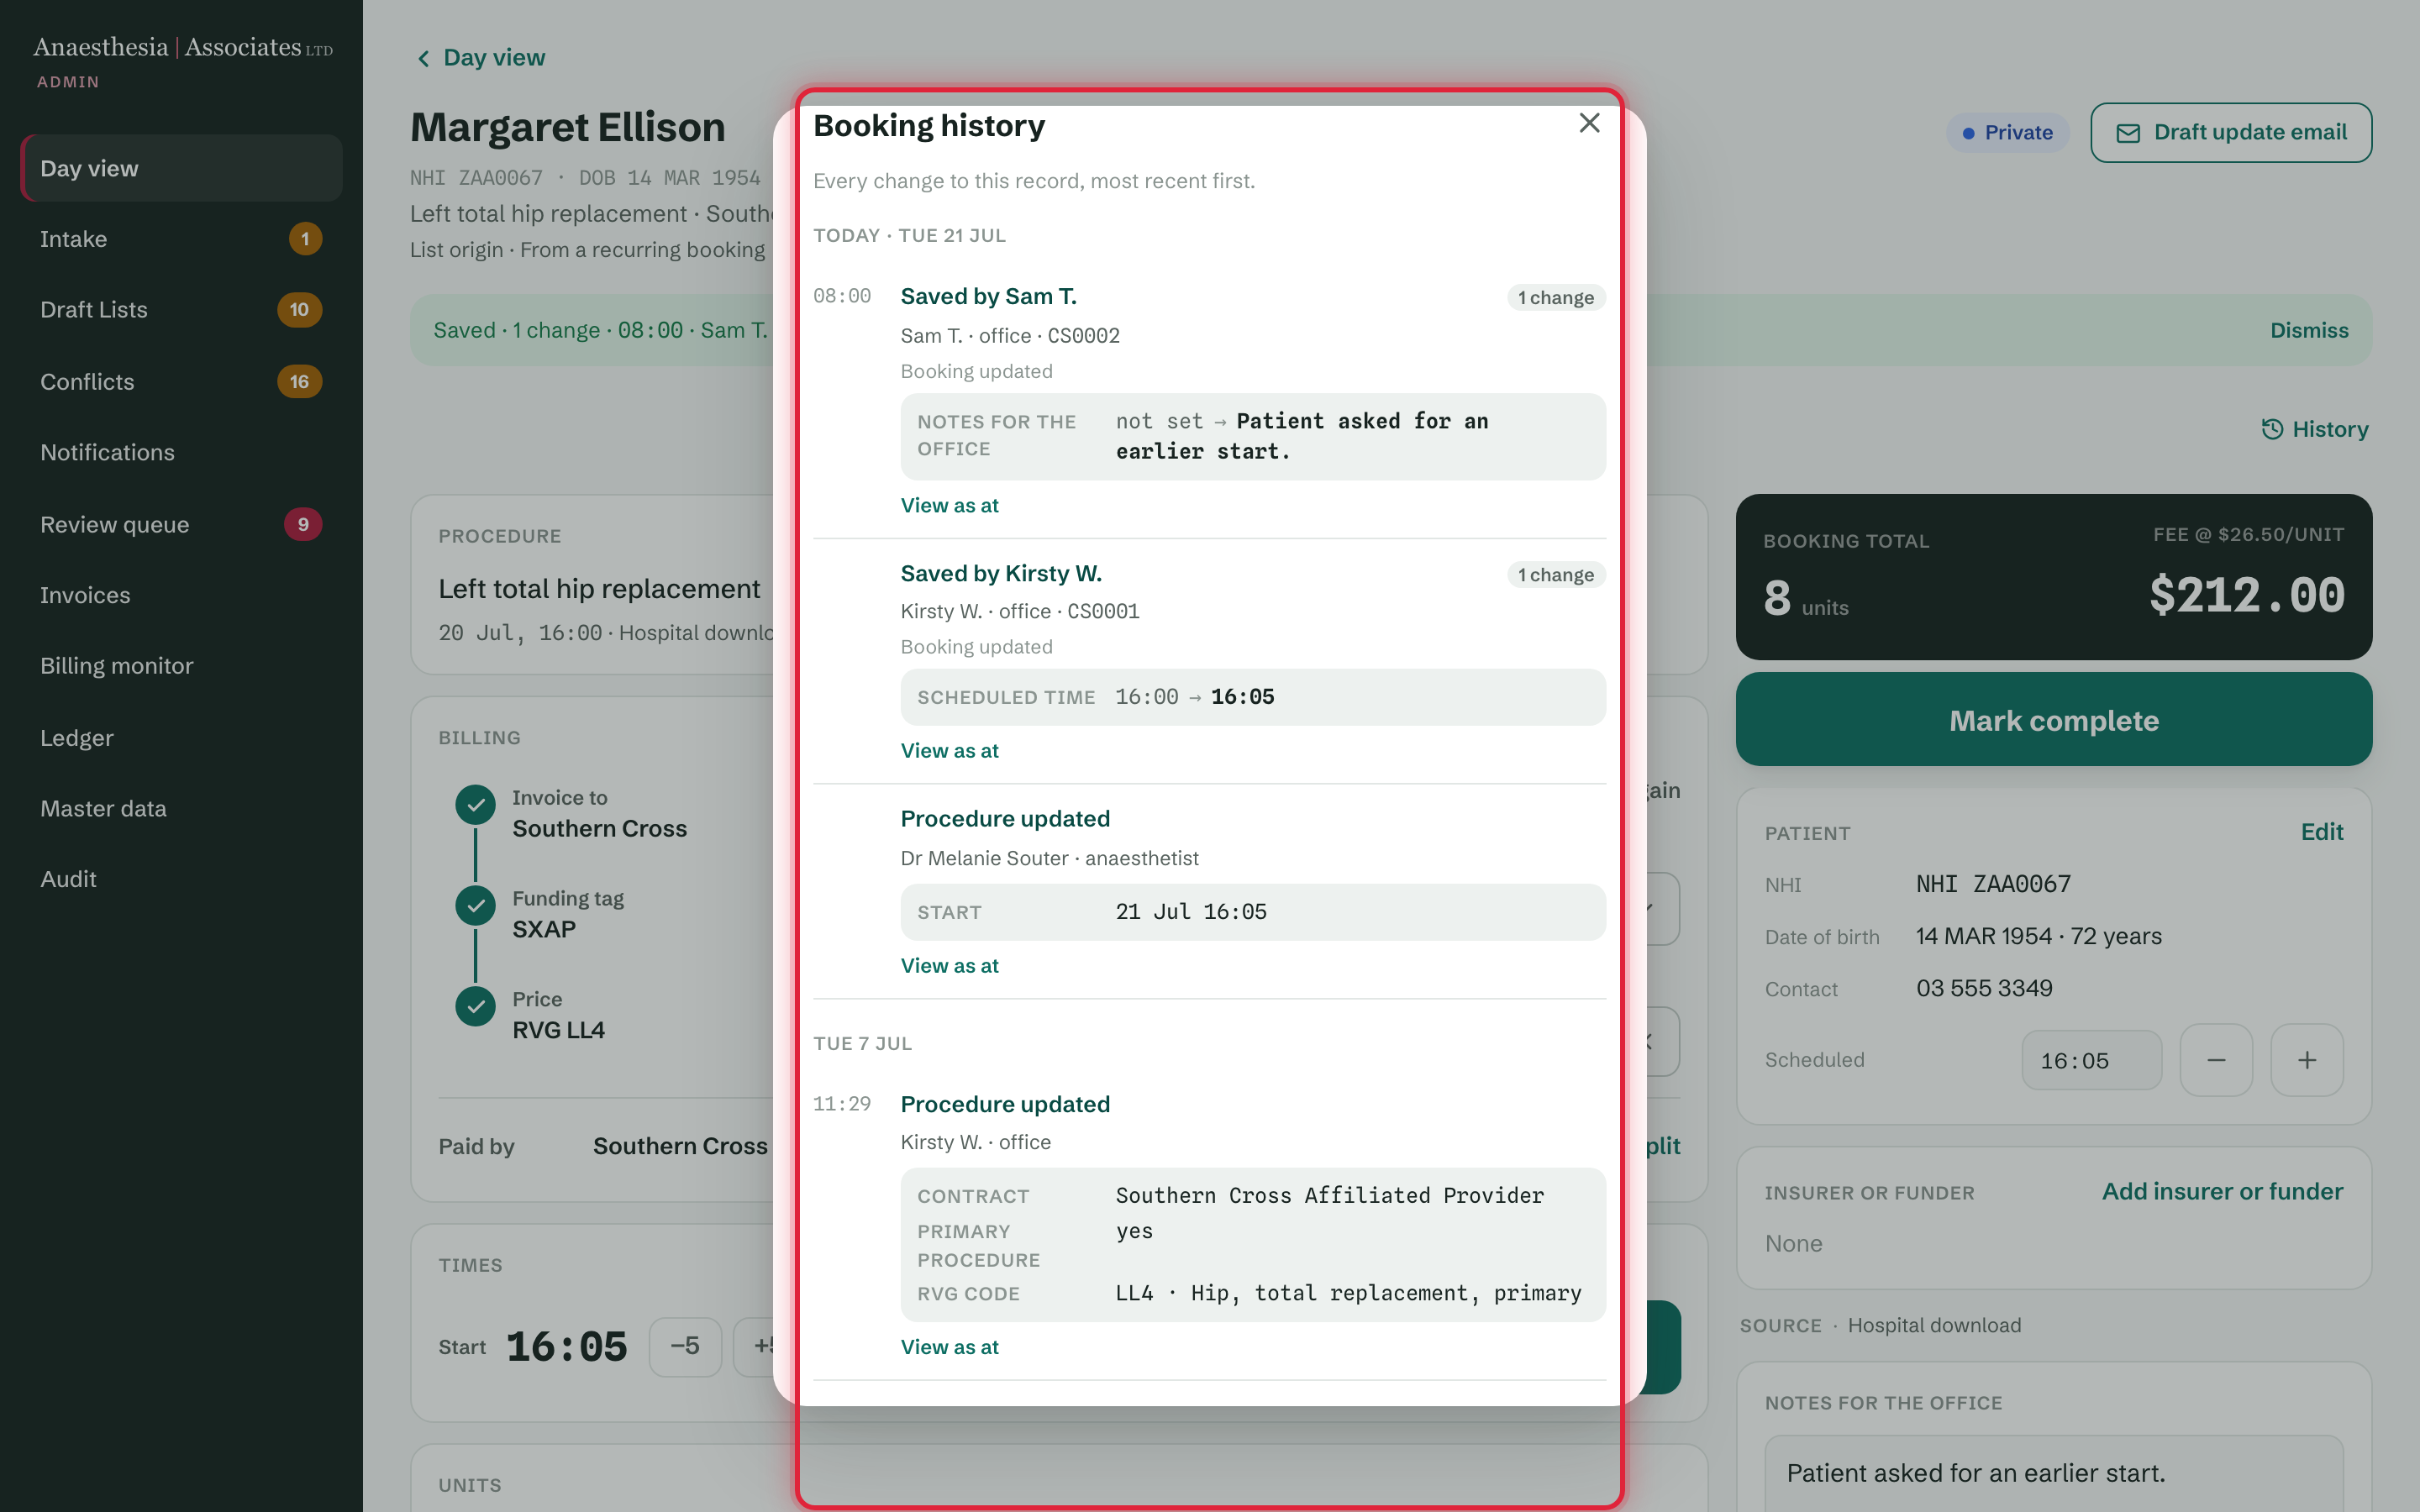 Anaesthesia | Associates LTD
ADMIN
Day view
Intake 1
Draft Lists 10
Conflicts 16
Notifications
Review queue 9
Invoices
Billing monitor
Ledger
Master data
Audit
Day view
Margaret Ellison
NHI ZAA0067 · DOB 14 MAR 1954
Left total hip replacement ·
List origin · From a recurring booking
Private
Draft update email
Saved · 1 change · 08:00 · Sam T.
Dismiss
History
PROCEDURE
Left total hip replacement
20 Jul, 16:00 · Hospital
BILLING
Invoice to
Southern Cross
Funding tag
SXAP
Price
RVG LL4
Paid by Southern Cross
TIMES
Start 16:05 −5
UNITS
Booking history
Every change to this record, most recent first.
TODAY · TUE 21 JUL
08:00 Saved by Sam T. 1 change
Sam T. · office · CS0002
Booking updated
NOTES FOR THE OFFICE not set → Patient asked for an
earlier start.
View as at
Saved by Kirsty W. 1 change
Kirsty W. · office · CS0001
Booking updated
SCHEDULED TIME 16:00 → 16:05
View as at
Procedure updated
Dr Melanie Souter · anaesthetist
START 21 Jul 16:05
View as at
TUE 7 JUL
11:29 Procedure updated
Kirsty W. · office
CONTRACT Southern Cross Affiliated Provider
PRIMARY PROCEDURE yes
RVG CODE LL4 · Hip, total replacement, primary
View as at
BOOKING TOTAL
8 units
FEE @ $26.50/UNIT
$212.00
Mark complete
PATIENT Edit
NHI NHI ZAA0067
Date of birth 14 MAR 1954 · 72 years
Contact 03 555 3349
Scheduled 16:05 − +
INSURER OR FUNDER Add insurer or funder
None
SOURCE · Hospital download
NOTES FOR THE OFFICE
Patient asked for an earlier start.